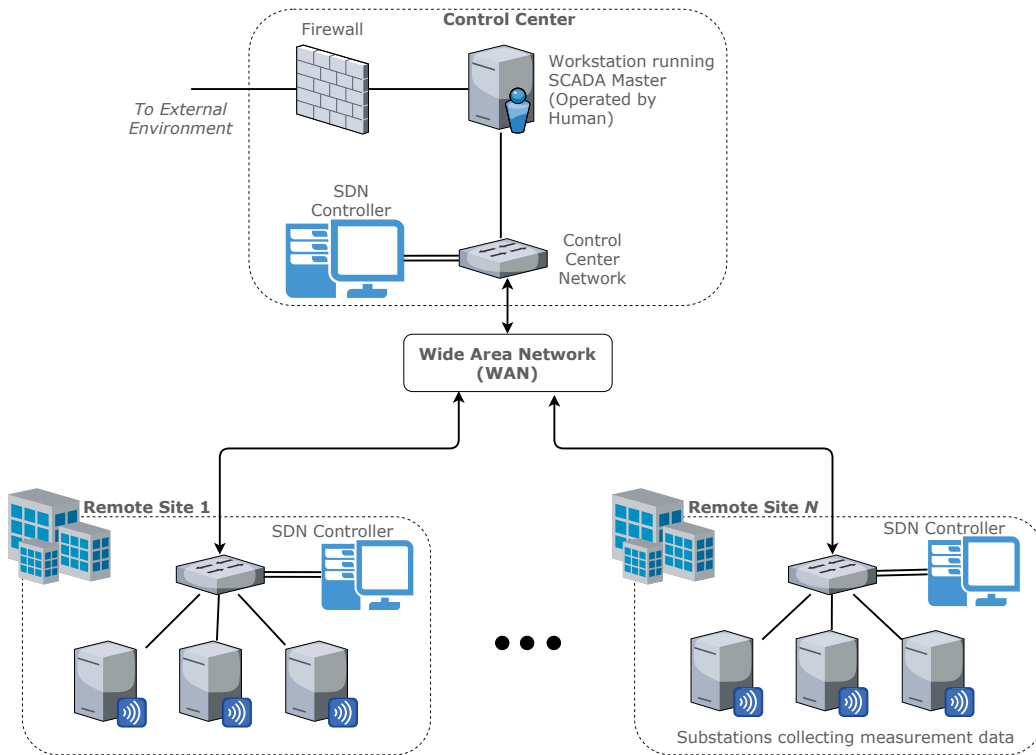 Control Center
Firewall
Workstation running
SCADA Master
(Operated by
Human)
To External
Environment
SDN
Controller
Control
Center
Network
Wide Area Network
(WAN)
Remote Site 1
SDN Controller
Remote Site N
SDN Controller
Substations collecting measurement data